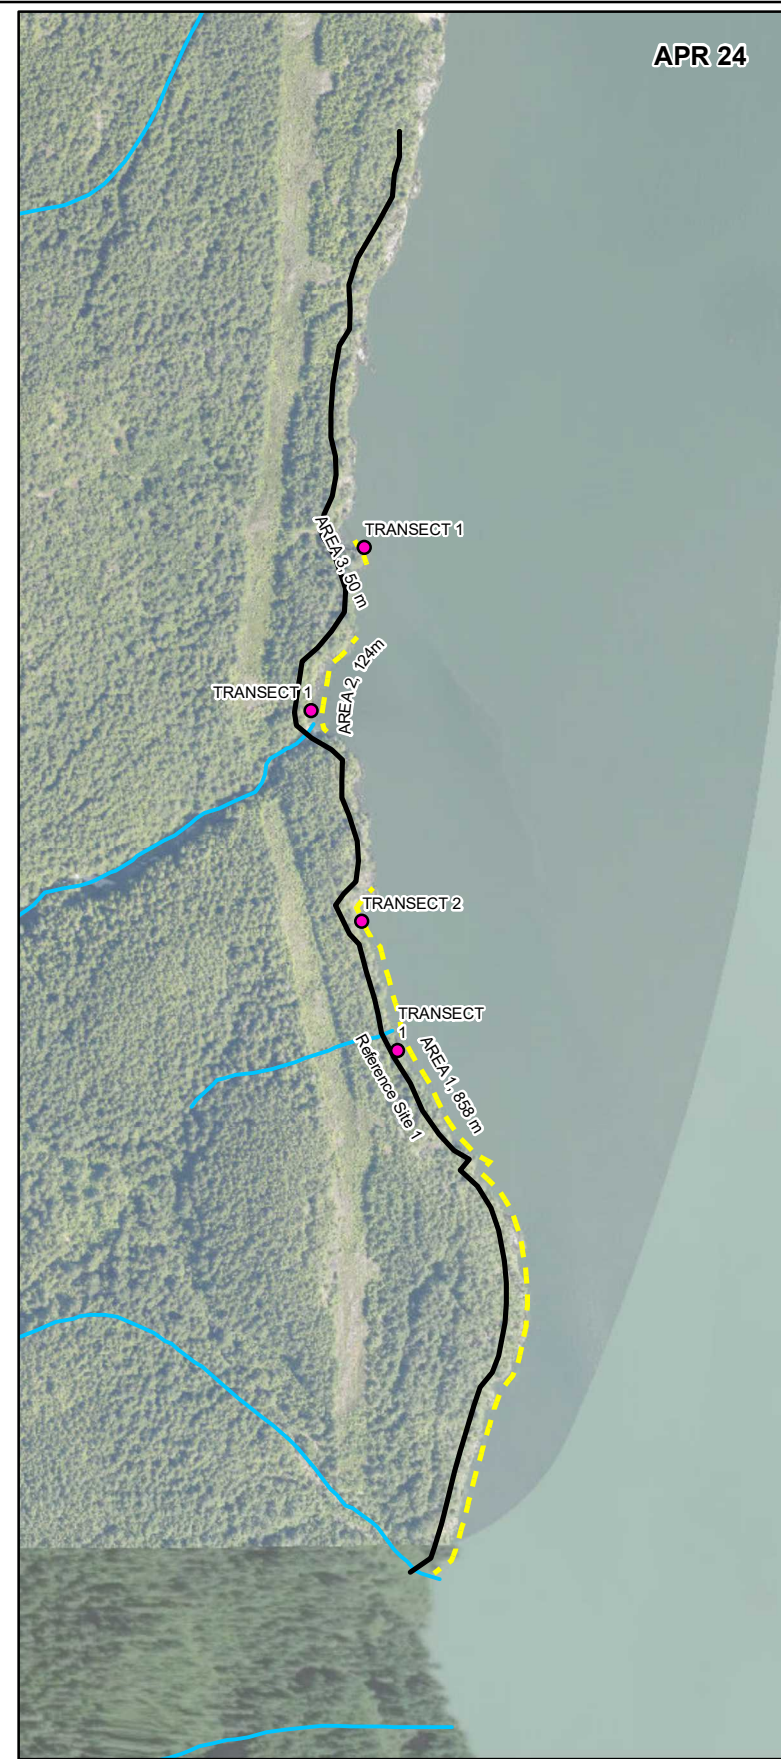 APR 24
TRANSECT 1
AREA 3, 50 m
AREA 2, 124m
TRANSECT 1
TRANSECT 2
TRANSECT
1
AREA 1, 858 m
Reference Site 1